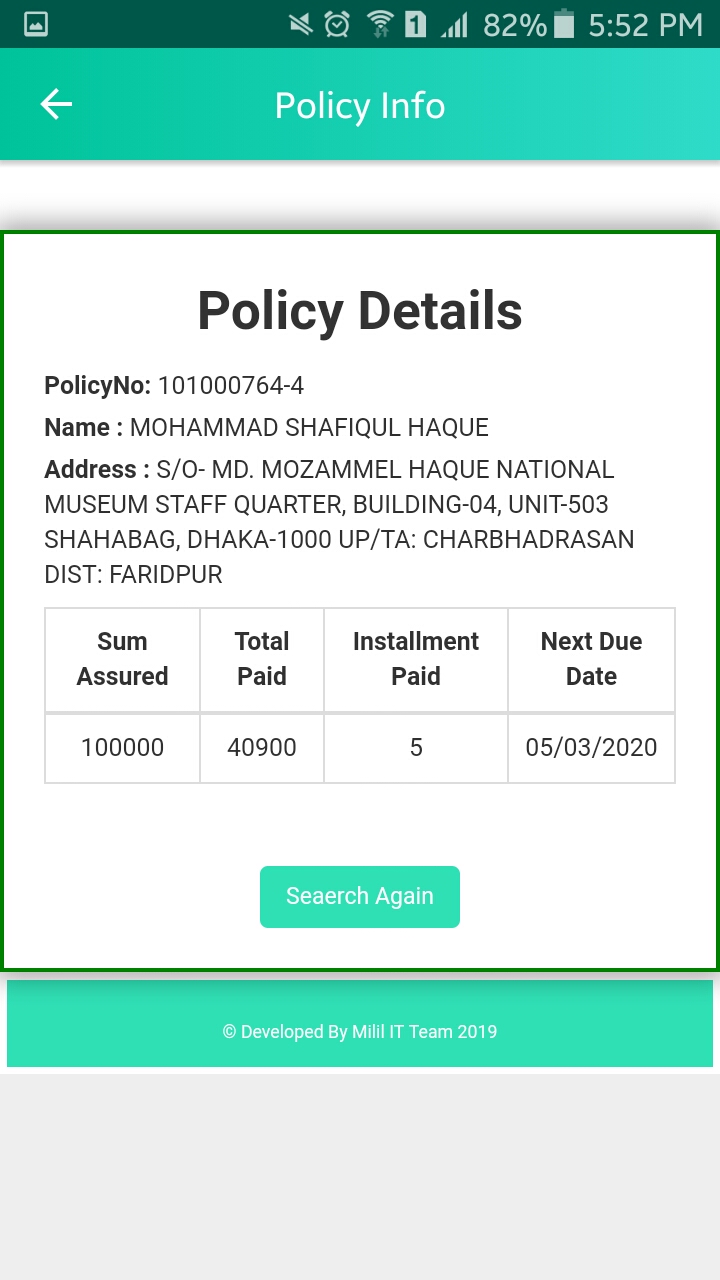 82% 5:52 PM
Policy Info
Policy Details
PolicyNo: 101000764-4
Name : MOHAMMAD SHAFIQUL HAQUE
Address : S/O- MD. MOZAMMEL HAQUE NATIONAL
MUSEUM STAFF QUARTER, BUILDING-04, UNIT-503
SHAHABAG, DHAKA-1000 UP/TA: CHARBHADRASAN
DIST: FARIDPUR
Sum Assured Total Paid Installment Paid Next Due Date
100000 40900 5 05/03/2020
Seaerch Again
© Developed By Milil IT Team 2019